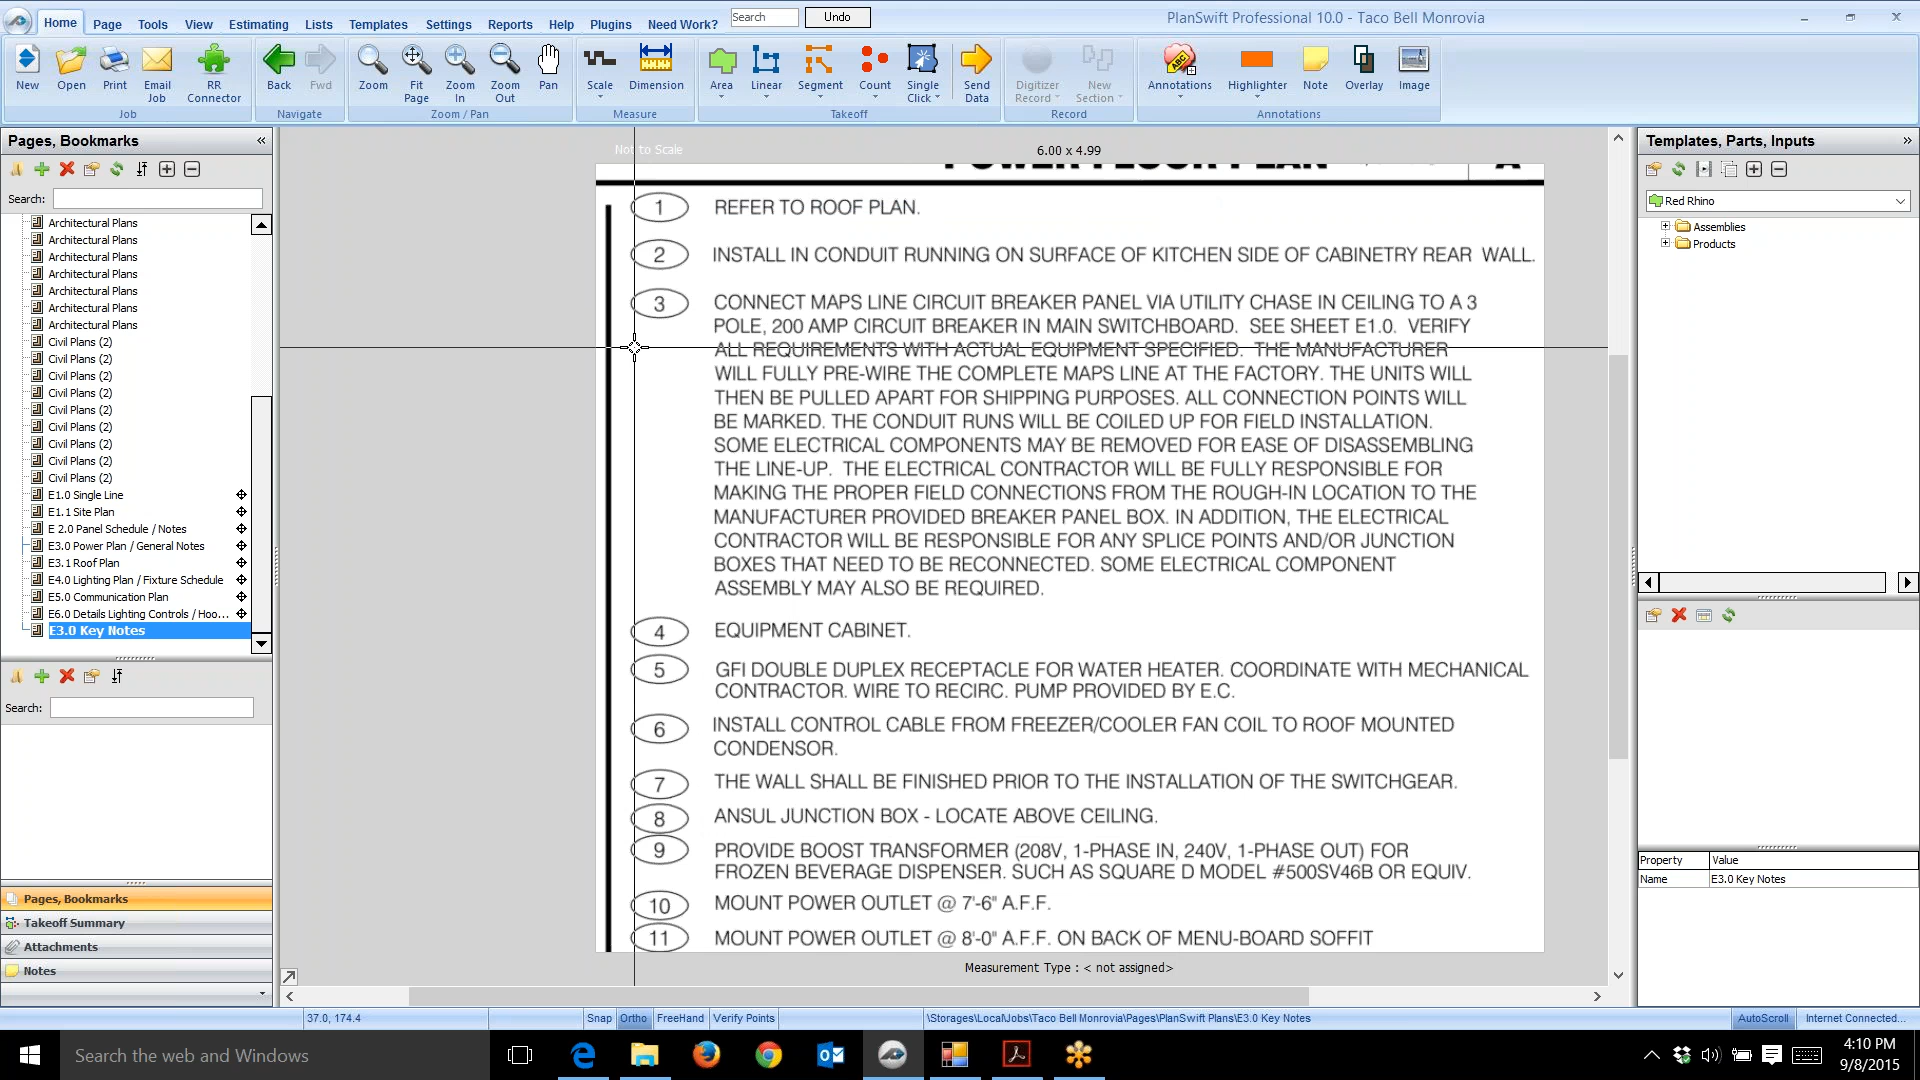 Home Page Tools View Estimating Lists Templates Settings Reports Help Plugins Need Work? Search Undo PlanSwift Professional 10.0 - Taco Bell Monrovia
New Open Print Email Job RR Connector Back Fwd Zoom Fit Page Zoom In Zoom Out Pan Scale Dimension Area Linear Segment Count Single Click Send Data Digitizer Record New Section Annotations Highlighter Note Overlay Image
Job Navigate Zoom / Pan Measure Takeoff Record Annotations
Pages, Bookmarks
Search:
Architectural Plans
Architectural Plans
Architectural Plans
Architectural Plans
Architectural Plans
Architectural Plans
Architectural Plans
Civil Plans (2)
Civil Plans (2)
Civil Plans (2)
Civil Plans (2)
Civil Plans (2)
Civil Plans (2)
Civil Plans (2)
Civil Plans (2)
Civil Plans (2)
E1.0 Single Line
E1.1 Site Plan
E 2.0 Panel Schedule / Notes
E3.0 Power Plan / General Notes
E3.1 Roof Plan
E4.0 Lighting Plan / Fixture Schedule
E5.0 Communication Plan
E6.0 Details Lighting Controls / Hoo...
E3.0 Key Notes
Search:
Pages, Bookmarks
Takeoff Summary
Attachments
Notes
Not to Scale 6.00 x 4.99
POWER FLOOR PLAN A
1 REFER TO ROOF PLAN.
2 INSTALL IN CONDUIT RUNNING ON SURFACE OF KITCHEN SIDE OF CABINETRY REAR WALL.
3 CONNECT MAPS LINE CIRCUIT BREAKER PANEL VIA UTILITY CHASE IN CEILING TO A 3
POLE, 200 AMP CIRCUIT BREAKER IN MAIN SWITCHBOARD. SEE SHEET E1.0. VERIFY
ALL REQUIREMENTS WITH ACTUAL EQUIPMENT SPECIFIED. THE MANUFACTURER
WILL FULLY PRE-WIRE THE COMPLETE MAPS LINE AT THE FACTORY. THE UNITS WILL
THEN BE PULLED APART FOR SHIPPING PURPOSES. ALL CONNECTION POINTS WILL
BE MARKED. THE CONDUIT RUNS WILL BE COILED UP FOR FIELD INSTALLATION.
SOME ELECTRICAL COMPONENTS MAY BE REMOVED FOR EASE OF DISASSEMBLING
THE LINE-UP. THE ELECTRICAL CONTRACTOR WILL BE FULLY RESPONSIBLE FOR
MAKING THE PROPER FIELD CONNECTIONS FROM THE ROUGH-IN LOCATION TO THE
MANUFACTURER PROVIDED BREAKER PANEL BOX. IN ADDITION, THE ELECTRICAL
CONTRACTOR WILL BE RESPONSIBLE FOR ANY SPLICE POINTS AND/OR JUNCTION
BOXES THAT NEED TO BE RECONNECTED. SOME ELECTRICAL COMPONENT
ASSEMBLY MAY ALSO BE REQUIRED.
4 EQUIPMENT CABINET.
5 GFI DOUBLE DUPLEX RECEPTACLE FOR WATER HEATER. COORDINATE WITH MECHANICAL
CONTRACTOR. WIRE TO RECIRC. PUMP PROVIDED BY E.C.
6 INSTALL CONTROL CABLE FROM FREEZER/COOLER FAN COIL TO ROOF MOUNTED
CONDENSOR.
7 THE WALL SHALL BE FINISHED PRIOR TO THE INSTALLATION OF THE SWITCHGEAR.
8 ANSUL JUNCTION BOX - LOCATE ABOVE CEILING.
9 PROVIDE BOOST TRANSFORMER (208V, 1-PHASE IN, 240V, 1-PHASE OUT) FOR
FROZEN BEVERAGE DISPENSER. SUCH AS SQUARE D MODEL #500SV46B OR EQUIV.
10 MOUNT POWER OUTLET @ 7'-6" A.F.F.
11 MOUNT POWER OUTLET @ 8'-0" A.F.F. ON BACK OF MENU-BOARD SOFFIT
Measurement Type : < not assigned>
Templates, Parts, Inputs
Red Rhino
Assemblies
Products
Property Value
Name E3.0 Key Notes
37.0, 174.4 Snap Ortho FreeHand Verify Points \Storages\Local\Jobs\Taco Bell Monrovia\Pages\PlanSwift Plans\E3.0 Key Notes AutoScroll Internet Connected...
Search the web and Windows
4:10 PM
9/8/2015